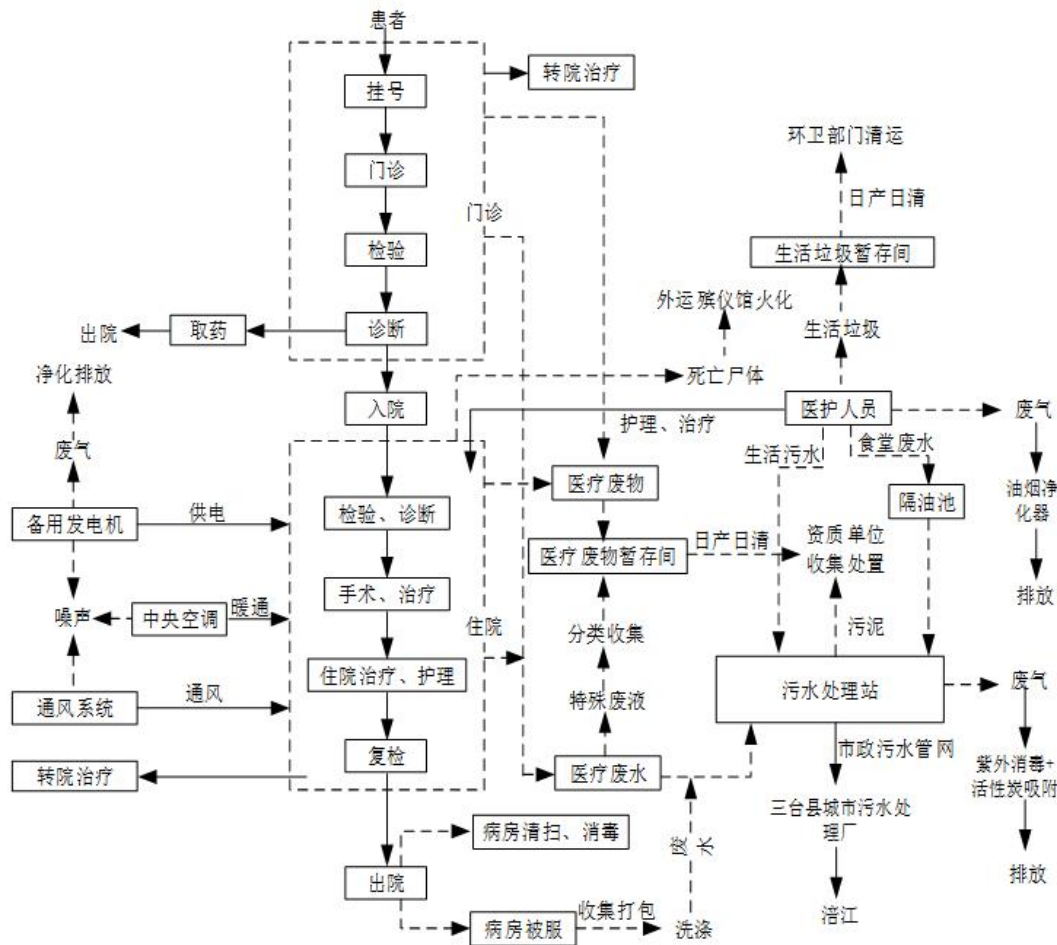 患者
挂号
转院治疗
门诊
检验
诊断
取药
出院
门诊
环卫部门清运
日产日清
生活垃圾暂存间
生活垃圾
外运殡仪馆火化
死亡尸体
净化排放
废气
入院
医护人员
护理、治疗
生活污水
食堂废水
废气
油烟净
化器
排放
隔油池
备用发电机
供电
检验、诊断
医疗废物
医疗废物暂存间
日产日清
资质单位
收集处置
噪声
中央空调
暖通
手术、治疗
住院
分类收集
污泥
通风系统
通风
住院治疗、护理
特殊废液
污水处理站
废气
转院治疗
复检
医疗废水
市政污水管网
紫外消毒+
活性炭吸附
排放
三台县城市污水处
理厂
涪江
病房清扫、消毒
出院
病房被服
收集打包
洗涤
废水